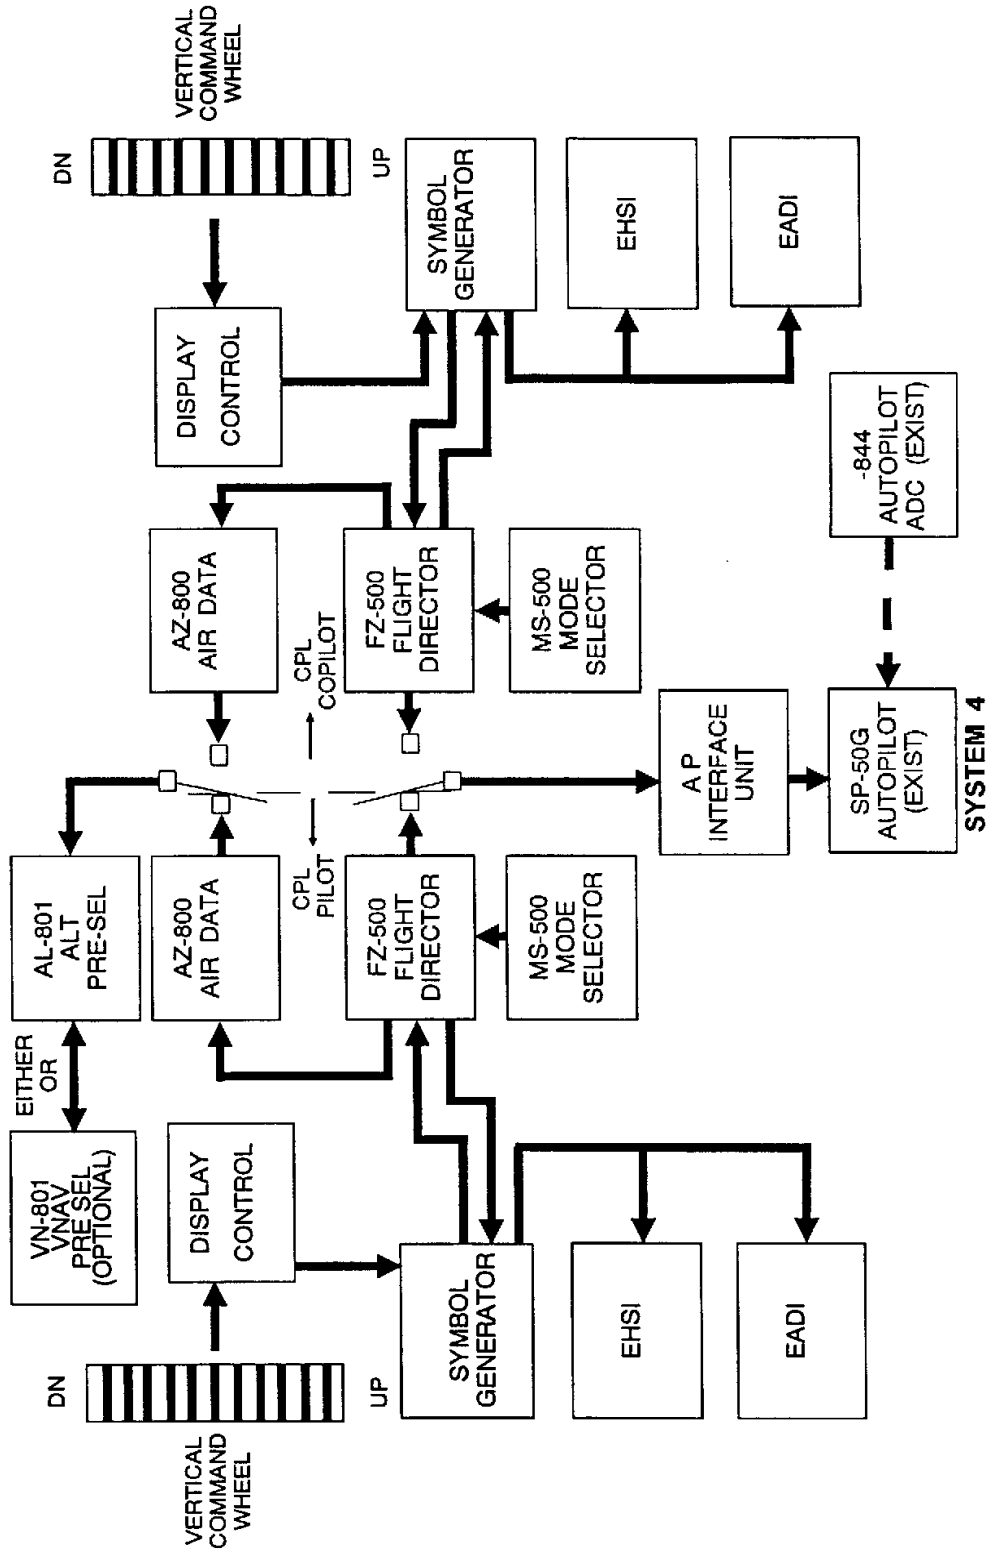 VN-801
VNAV
PRE SEL
(OPTIONAL)
EITHER
OR
AL-801
ALT
PRE-SEL
VERTICAL
COMMAND
WHEEL
DN
UP
DISPLAY
CONTROL
AZ-800
AIR DATA
CPL
PILOT
CPL
COPILOT
AZ-800
AIR DATA
DISPLAY
CONTROL
DN
UP
VERTICAL
COMMAND
WHEEL
SYMBOL
GENERATOR
FZ-500
FLIGHT
DIRECTOR
FZ-500
FLIGHT
DIRECTOR
SYMBOL
GENERATOR
EHSI
MS-500
MODE
SELECTOR
MS-500
MODE
SELECTOR
EHSI
A P
INTERFACE
UNIT
EADI
EADI
SP-50G
AUTOPILOT
(EXIST)
-844
AUTOPILOT
ADC (EXIST)
SYSTEM 4